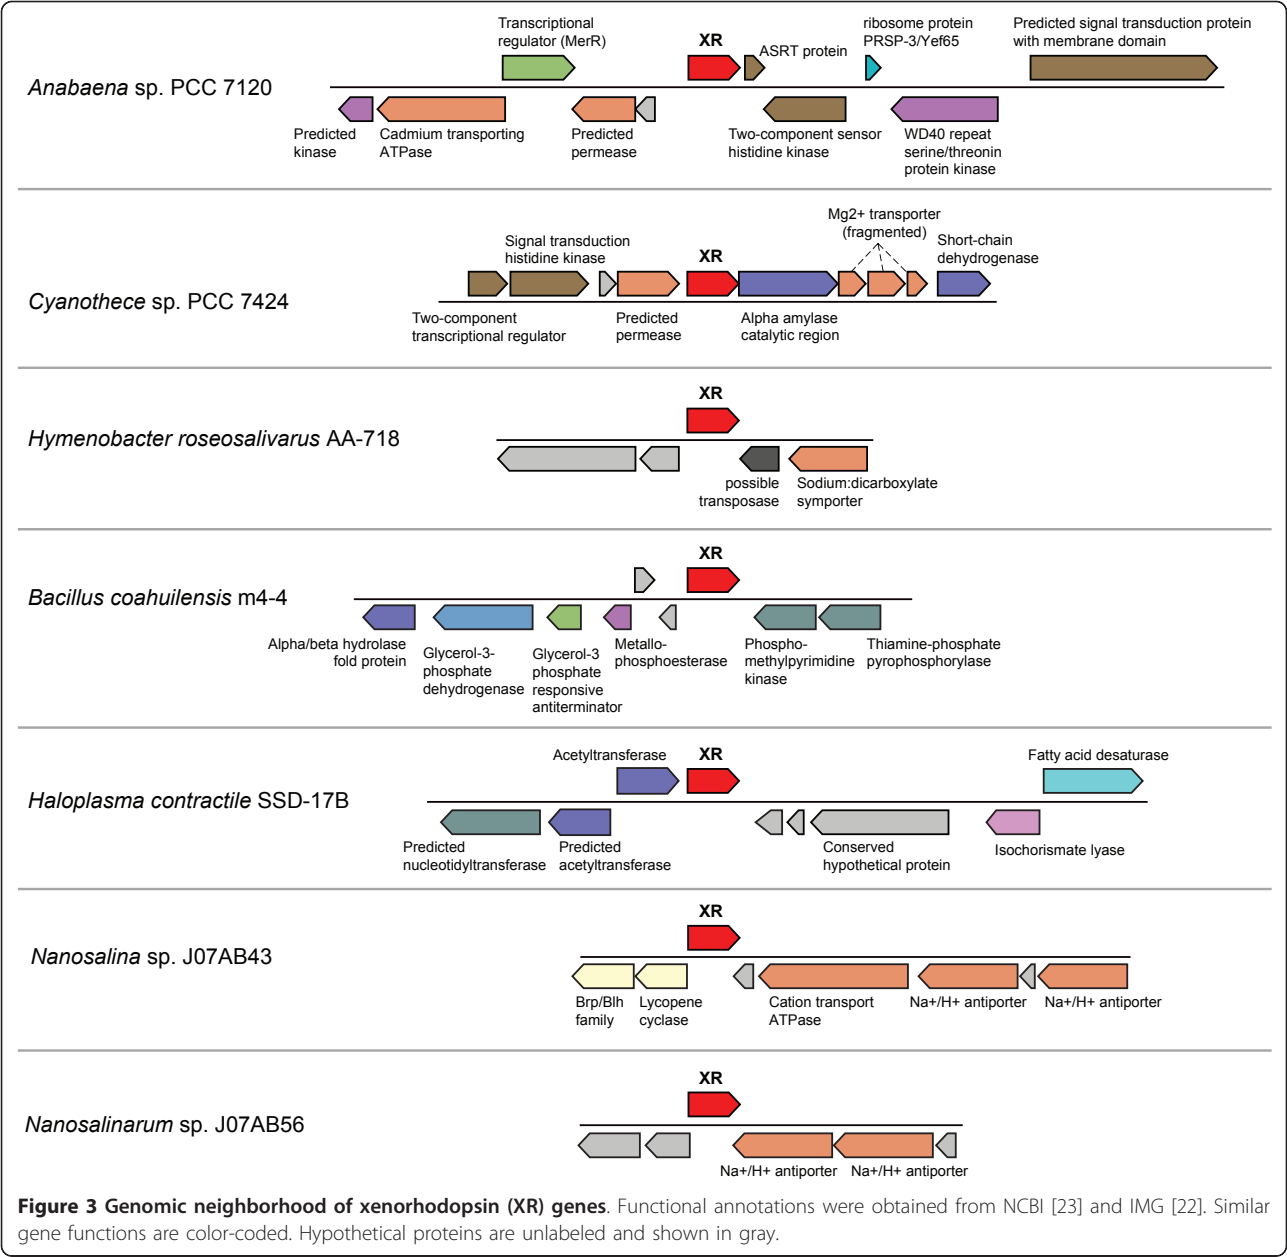 Anabaena sp. PCC 7120
Transcriptional
regulator (MerR)
XR
ASRT protein
ribosome protein
PRSP-3/Yef65
Predicted signal transduction protein
with membrane domain
Predicted
kinase
Cadmium transporting
ATPase
Predicted
permease
Two-component sensor
histidine kinase
WD40 repeat
serine/threonin
protein kinase
Cyanothece sp. PCC 7424
Signal transduction
histidine kinase
XR
Mg2+ transporter
(fragmented)
Short-chain
dehydrogenase
Two-component
transcriptional regulator
Predicted
permease
Alpha amylase
catalytic region
Hymenobacter roseosalivarus AA-718
XR
possible
transposase
Sodium:dicarboxylate
symporter
Bacillus coahuilensis m4-4
XR
Alpha/beta hydrolase
fold protein
Glycerol-3-
phosphate
dehydrogenase
Glycerol-3
phosphate
responsive
antiterminator
Metallo-
phosphoesterase
Phospho-
methylpyrimidine
kinase
Thiamine-phosphate
pyrophosphorylase
Haloplasma contractile SSD-17B
Acetyltransferase
XR
Fatty acid desaturase
Predicted
nucleotidyltransferase
Predicted
acetyltransferase
Conserved
hypothetical protein
Isochorismate lyase
Nanosalina sp. J07AB43
XR
Brp/Blh
family
Lycopene
cyclase
Cation transport
ATPase
Na+/H+ antiporter
Na+/H+ antiporter
Nanosalinarum sp. J07AB56
XR
Na+/H+ antiporter
Na+/H+ antiporter
Figure 3 Genomic neighborhood of xenorhodopsin (XR) genes. Functional annotations were obtained from NCBI [23] and IMG [22]. Similar
gene functions are color-coded. Hypothetical proteins are unlabeled and shown in gray.